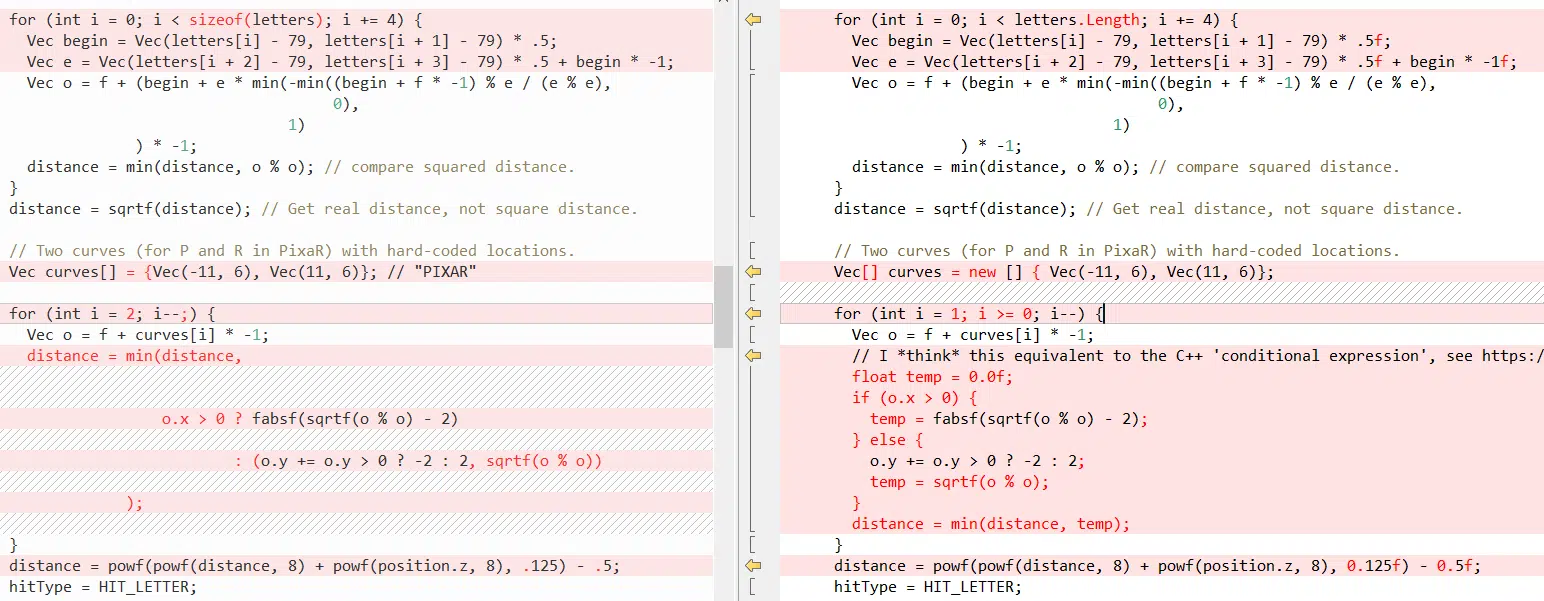 for (int i = 0; i < sizeof(letters); i += 4) {
  Vec begin = Vec(letters[i] - 79, letters[i + 1] - 79) * .5;
  Vec e = Vec(letters[i + 2] - 79, letters[i + 3] - 79) * .5 + begin * -1;
  Vec o = f + (begin + e * min(-min((begin + f * -1) % e / (e % e),
                                    0),
                               1)
              ) * -1;
  distance = min(distance, o % o); // compare squared distance.
}
distance = sqrtf(distance); // Get real distance, not square distance.

// Two curves (for P and R in PixaR) with hard-coded locations.
Vec curves[] = {Vec(-11, 6), Vec(11, 6)}; // "PIXAR"

for (int i = 2; i--;) {
  Vec o = f + curves[i] * -1;
  distance = min(distance,
                 o.x > 0 ? fabsf(sqrtf(o % o) - 2)
                         : (o.y += o.y > 0 ? -2 : 2, sqrtf(o % o))
             );
}
distance = powf(powf(distance, 8) + powf(position.z, 8), .125) - .5;
hitType = HIT_LETTER;
for (int i = 0; i < letters.Length; i += 4) {
  Vec begin = Vec(letters[i] - 79, letters[i + 1] - 79) * .5f;
  Vec e = Vec(letters[i + 2] - 79, letters[i + 3] - 79) * .5f + begin * -1f;
  Vec o = f + (begin + e * min(-min((begin + f * -1) % e / (e % e),
                                    0),
                               1)
              ) * -1;
  distance = min(distance, o % o); // compare squared distance.
}
distance = sqrtf(distance); // Get real distance, not square distance.

// Two curves (for P and R in PixaR) with hard-coded locations.
Vec[] curves = new [] { Vec(-11, 6), Vec(11, 6)};

for (int i = 1; i >= 0; i--) {
  Vec o = f + curves[i] * -1;
  // I *think* this equivalent to the C++ 'conditional expression', see https:/
  float temp = 0.0f;
  if (o.x > 0) {
    temp = fabsf(sqrtf(o % o) - 2);
  } else {
    o.y += o.y > 0 ? -2 : 2;
    temp = sqrtf(o % o);
  }
  distance = min(distance, temp);
}
distance = powf(powf(distance, 8) + powf(position.z, 8), 0.125f) - 0.5f;
hitType = HIT_LETTER;